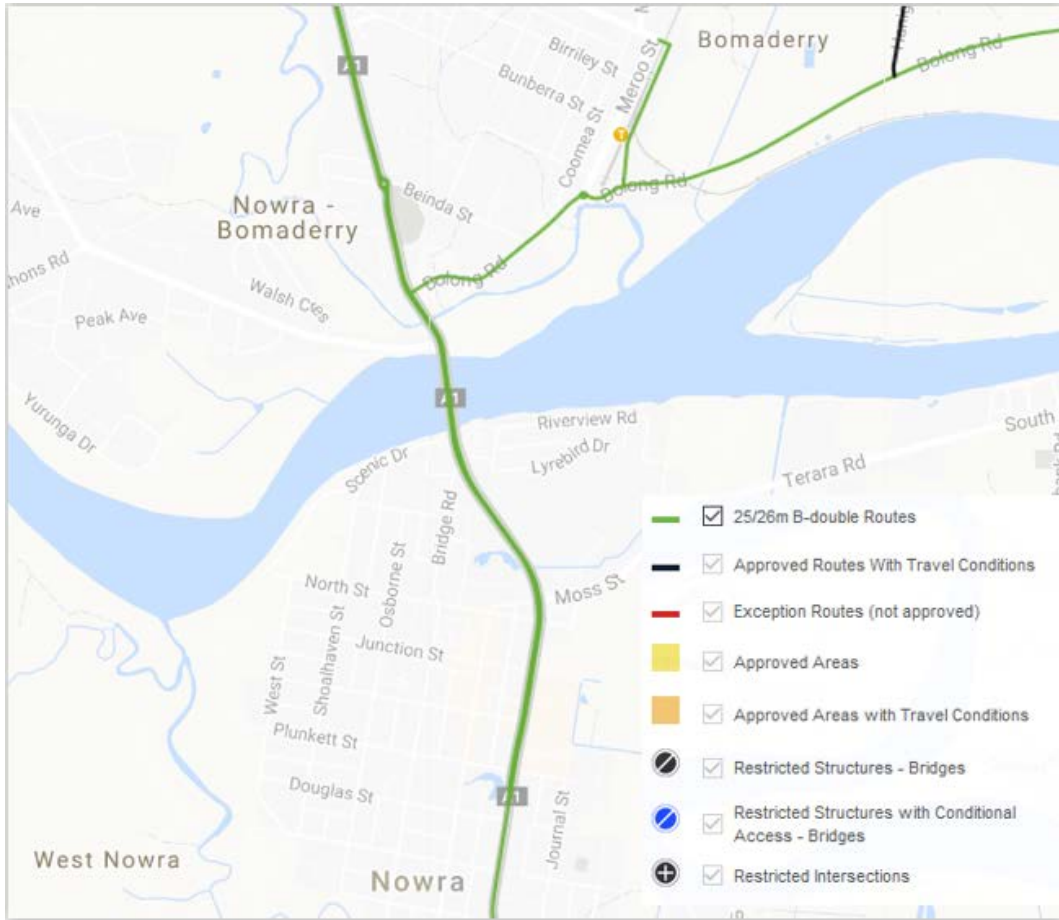 A1
Birriley St
Bunberra St
Meroo St
Bomaderry
Bolong Rd
Coomea St
T
Bolong Rd
Beinda St
Ave
Nowra -
Bomaderry
Bolong Rd
Walsh Cres
Peak Ave
Yurunga Dr
A1
Riverview Rd
Lyrebird Dr
South
Scenic Dr
Terara Rd
Bridge Rd
Osborne St
North St
Moss St
Shoalhaven St
Junction St
West St
Plunkett St
Douglas St
A1
Journal St
West Nowra
Nowra
25/26m B-double Routes
Approved Routes With Travel Conditions
Exception Routes (not approved)
Approved Areas
Approved Areas with Travel Conditions
Restricted Structures - Bridges
Restricted Structures with Conditional
Access - Bridges
Restricted Intersections